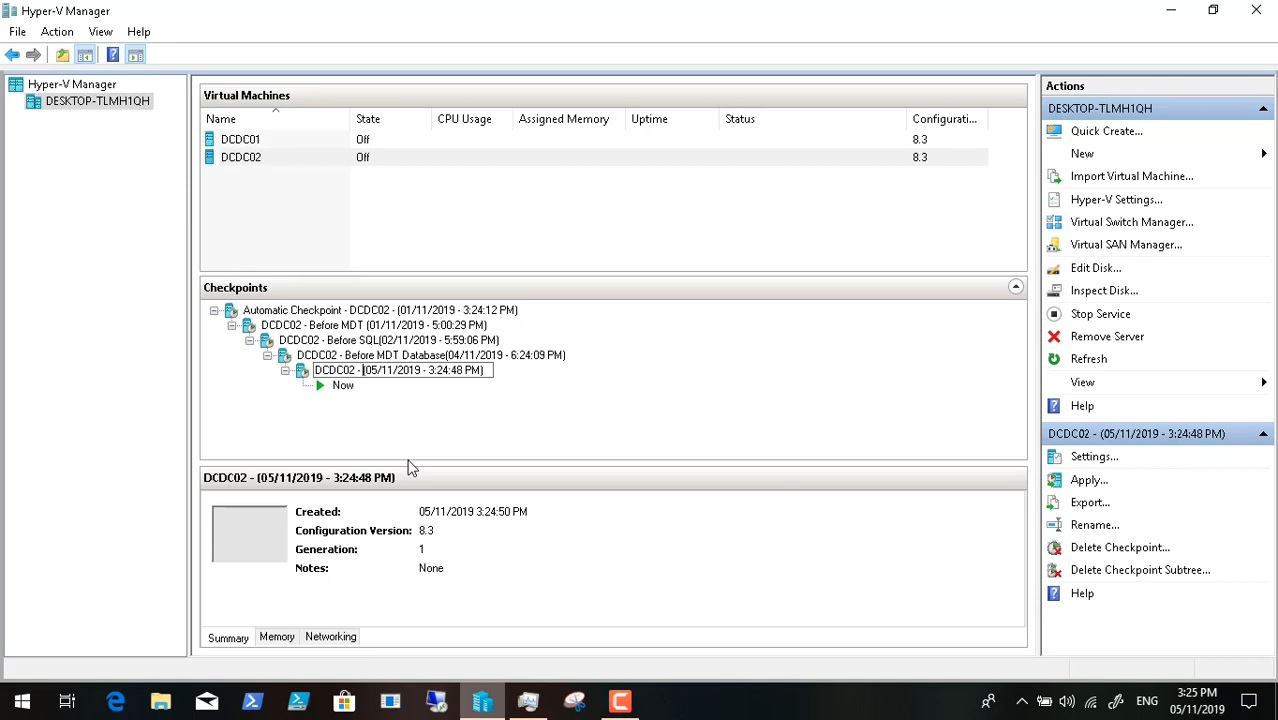 Hyper-V Manager
File Action View Help
Hyper-V Manager
DESKTOP-TLMH1QH
Virtual Machines
Name State CPU Usage Assigned Memory Uptime Status Configurati...
DCDC01 Off 8.3
DCDC02 Off 8.3
Checkpoints
Automatic Checkpoint - DCDC02 - (01/11/2019 - 3:24:12 PM)
DCDC02 - Before MDT (01/11/2019 - 5:00:29 PM)
DCDC02 - Before SQL(02/11/2019 - 5:59:06 PM)
DCDC02 - Before MDT Database(04/11/2019 - 6:24:09 PM)
DCDC02 - (05/11/2019 - 3:24:48 PM)
Now
DCDC02 - (05/11/2019 - 3:24:48 PM)
Created: 05/11/2019 3:24:50 PM
Configuration Version: 8.3
Generation: 1
Notes: None
Summary Memory Networking
Actions
DESKTOP-TLMH1QH
Quick Create...
New
Import Virtual Machine...
Hyper-V Settings...
Virtual Switch Manager...
Virtual SAN Manager...
Edit Disk...
Inspect Disk...
Stop Service
Remove Server
Refresh
View
Help
DCDC02 - (05/11/2019 - 3:24:48 PM)
Settings...
Apply...
Export...
Rename...
Delete Checkpoint...
Delete Checkpoint Subtree...
Help
ENG
3:25 PM
05/11/2019